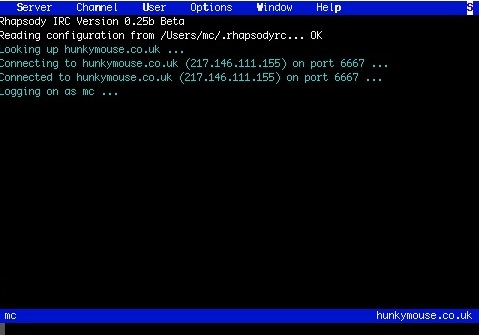 Server Channel User Options Window Help S
Rhapsody IRC Version 0.25b Beta
Reading configuration from /Users/mc/.rhapsodyrc... OK
Looking up hunkymouse.co.uk ...
Connecting to hunkymouse.co.uk (217.146.111.155) on port 6667 ...
Connected to hunkymouse.co.uk (217.146.111.155) on port 6667 ...
Logging on as mc ...
mc hunkymouse.co.uk